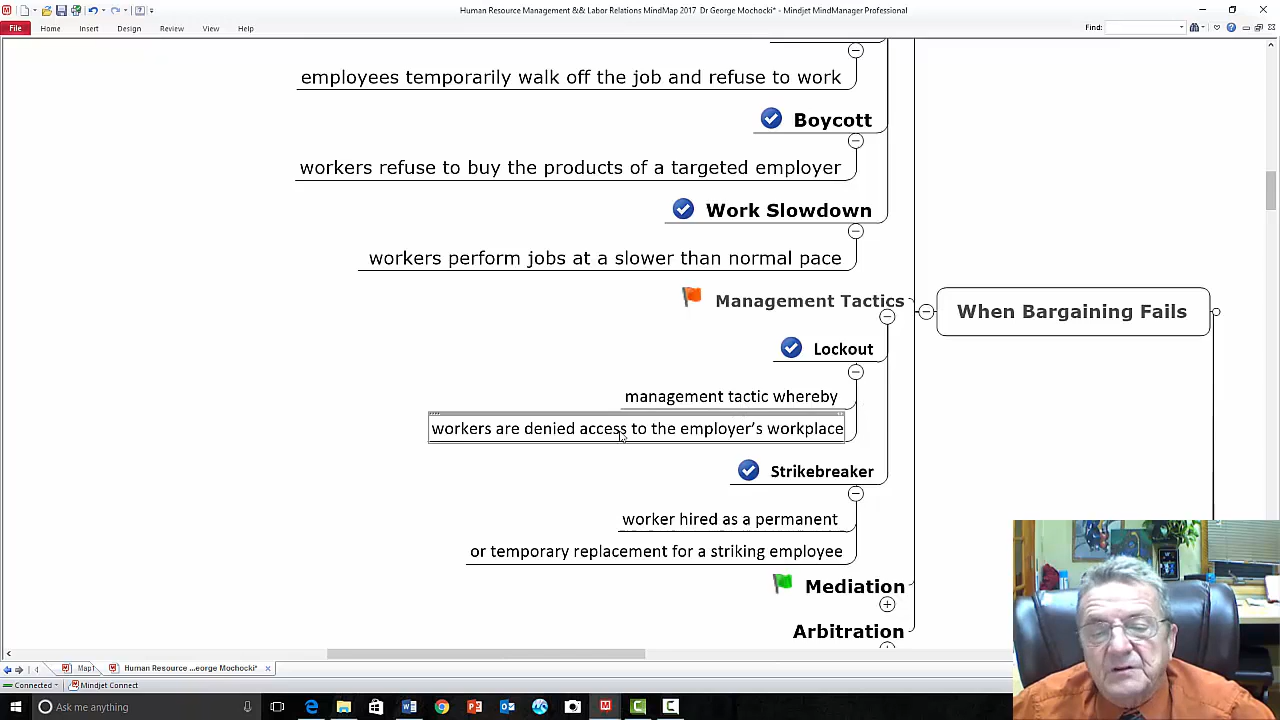 Human Resource Management && Labor Relations MindMap 2017 Dr George Mochocki* - Mindjet MindManager Professional
File Home Insert Design Review View Help Find:
employees temporarily walk off the job and refuse to work
Boycott
workers refuse to buy the products of a targeted employer
Work Slowdown
workers perform jobs at a slower than normal pace
Management Tactics
When Bargaining Fails
Lockout
management tactic whereby
workers are denied access to the employer’s workplace
Strikebreaker
worker hired as a permanent
or temporary replacement for a striking employee
Mediation
Arbitration
Map1 Human Resource ...eorge Mochocki*
Connected Mindjet Connect
Ask me anything